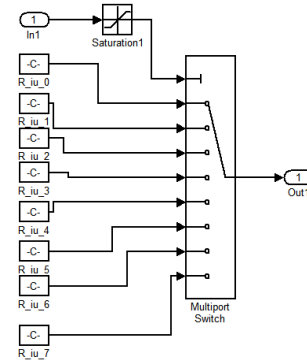 1
In1
Saturation1
-C-
R_iu_0
-C-
R_iu_1
-C-
R_iu_2
-C-
R_iu_3
-C-
R_iu_4
-C-
R_iu_5
-C-
R_iu_6
-C-
R_iu_7
Multiport
Switch
1
Out1